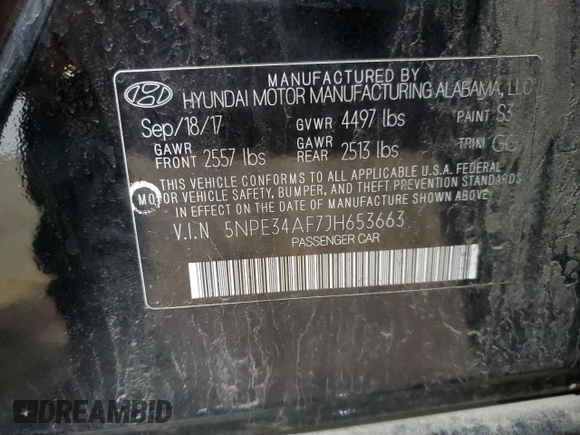 MANUFACTURED BY
HYUNDAI MOTOR MANUFACTURING ALABAMA, LLC
Sep/18/17 GVWR 4497 lbs PAINT S3
GAWR FRONT 2557 lbs GAWR REAR 2513 lbs TRIM
THIS VEHICLE CONFORMS TO ALL APPLICABLE U.S.A. FEDERAL
MOTOR VEHICLE SAFETY, BUMPER, AND THEFT PREVENTION STANDARDS
IN EFFECT ON THE DATE OF MANUFACTURE SHOWN ABOVE.
V.I.N 5NPE34AF7JH653663
PASSENGER CAR
DREAMBID